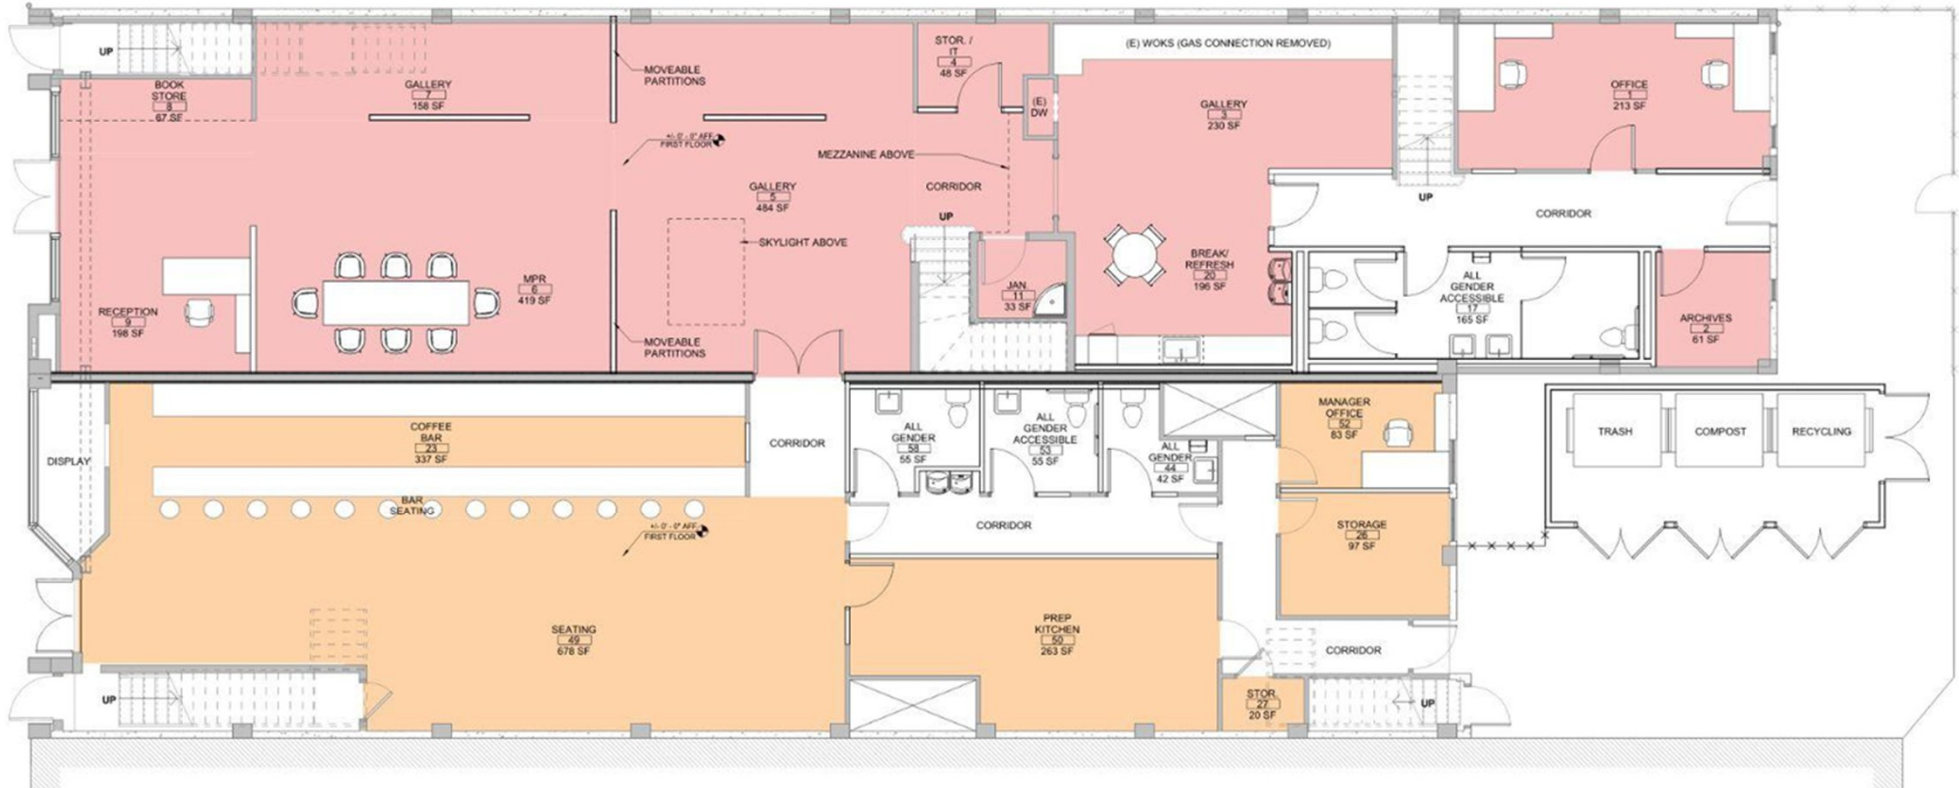 UP
BOOK
STORE
8
67 SF
GALLERY
7
158 SF
MOVEABLE
PARTITIONS
STOR. /
IT
4
48 SF
(E)
DW
(E) WOKS (GAS CONNECTION REMOVED)
GALLERY
3
230 SF
OFFICE
1
213 SF
+/- 0' - 0" AFF
FIRST FLOOR
MEZZANINE ABOVE
GALLERY
5
484 SF
CORRIDOR
UP
SKYLIGHT ABOVE
UP
CORRIDOR
RECEPTION
9
198 SF
MPR
6
419 SF
MOVEABLE
PARTITIONS
JAN.
11
33 SF
BREAK/
REFRESH
20
196 SF
ALL
GENDER
ACCESSIBLE
17
165 SF
ARCHIVES
2
61 SF
DISPLAY
COFFEE
BAR
23
337 SF
BAR
SEATING
CORRIDOR
ALL
GENDER
58
55 SF
ALL
GENDER
ACCESSIBLE
53
55 SF
ALL
GENDER
44
42 SF
MANAGER
OFFICE
52
83 SF
TRASH
COMPOST
RECYCLING
+/- 0' - 0" AFF
FIRST FLOOR
CORRIDOR
STORAGE
26
97 SF
SEATING
49
678 SF
PREP
KITCHEN
50
263 SF
CORRIDOR
UP
STOR.
27
20 SF
UP